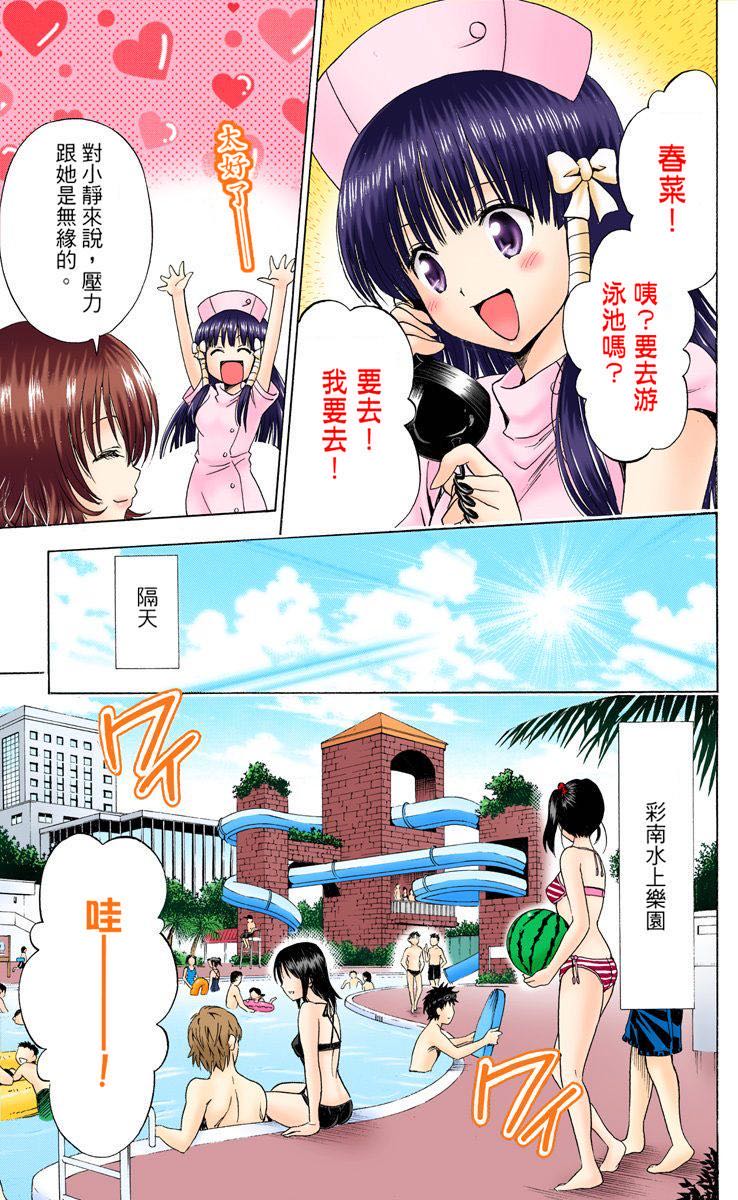 春菜！
咦？要去游
泳池嗎？
要去！
我要去！
太好了——
對小靜來說，壓力
跟她是無緣的。
隔天
彩南水上樂園
ワイ
哇——！
ワイ